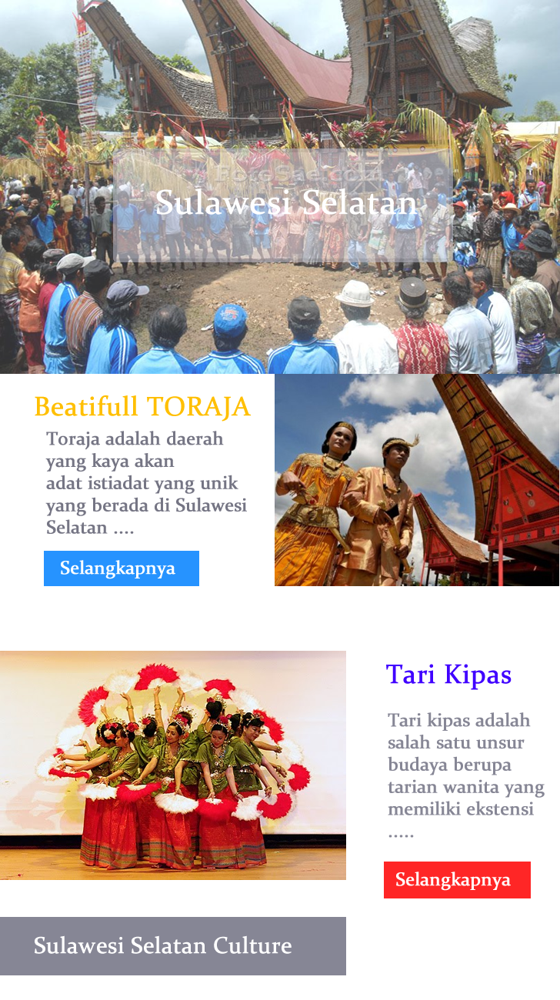 FotoSae.com
Sulawesi Selatan
Beatifull TORAJA
Toraja adalah daerah
yang kaya akan
adat istiadat yang unik
yang berada di Sulawesi
Selatan ....
Selangkapnya
Tari Kipas
Tari kipas adalah
salah satu unsur
budaya berupa
tarian wanita yang
memiliki ekstensi
.....
Selangkapnya
Sulawesi Selatan Culture